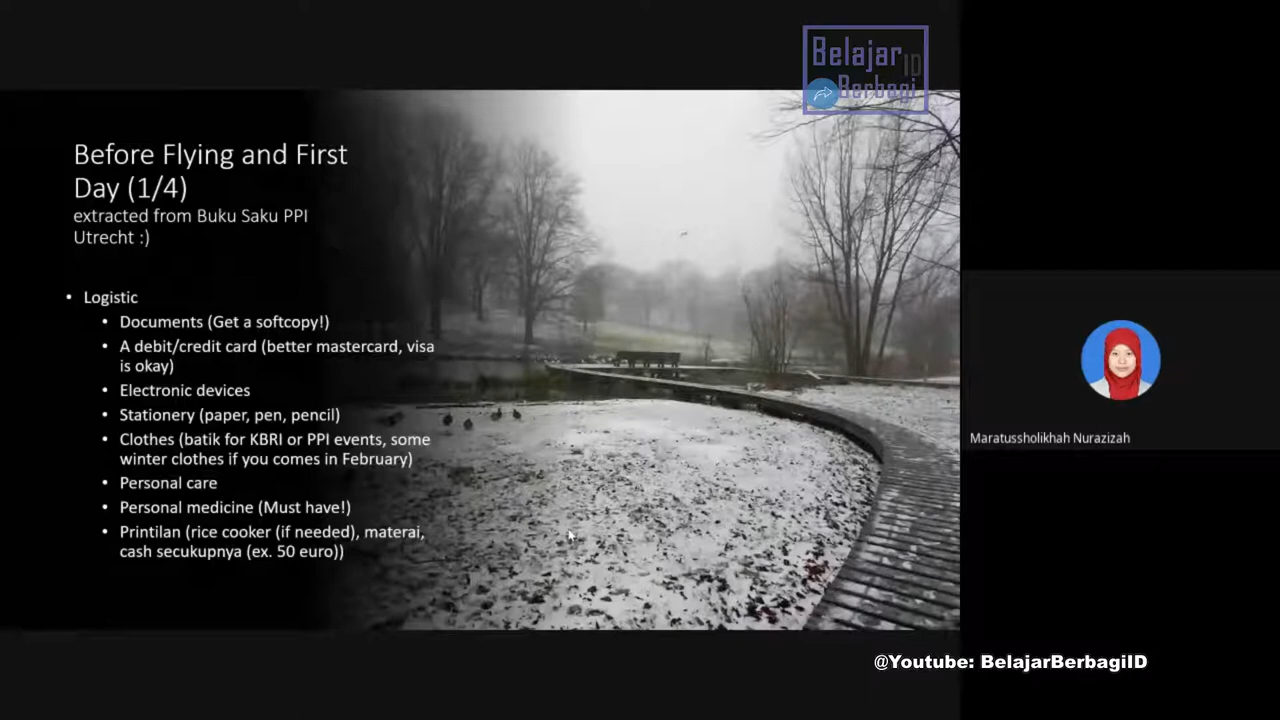 Belajar ID
Berbagi
Before Flying and First
Day (1/4)
extracted from Buku Saku PPI
Utrecht :)
• Logistic
• Documents (Get a softcopy!)
• A debit/credit card (better mastercard, visa
is okay)
• Electronic devices
• Stationery (paper, pen, pencil)
• Clothes (batik for KBRI or PPI events, some
winter clothes if you comes in February)
• Personal care
• Personal medicine (Must have!)
• Printilan (rice cooker (if needed), materai,
cash secukupnya (ex. 50 euro))
Maratussholikhah Nurazizah
@Youtube: BelajarBerbagiID